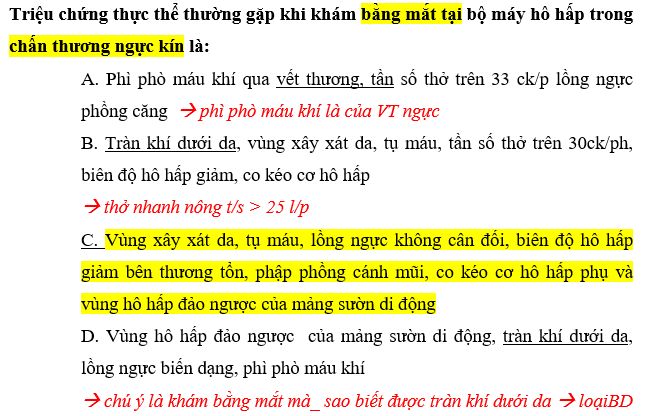 Triệu chứng thực thể thường gặp khi khám bằng mắt tại bộ máy hô hấp trong
chấn thương ngực kín là:
A. Phì phò máu khí qua vết thương, tần số thở trên 33 ck/p lồng ngực
phồng căng → phì phò máu khí là của VT ngực
B. Tràn khí dưới da, vùng xây xát da, tụ máu, tần số thở trên 30ck/ph,
biên độ hô hấp giảm, co kéo cơ hô hấp
→ thở nhanh nông t/s > 25 l/p
C. Vùng xây xát da, tụ máu, lồng ngực không cân đối, biên độ hô hấp
giảm bên thương tổn, phập phồng cánh mũi, co kéo cơ hô hấp phụ và
vùng hô hấp đảo ngược của mảng sườn di động
D. Vùng hô hấp đảo ngược của mảng sườn di động, tràn khí dưới da,
lồng ngực biến dạng, phì phò máu khí
→ chú ý là khám bằng mắt mà_ sao biết được tràn khí dưới da → loạiBD